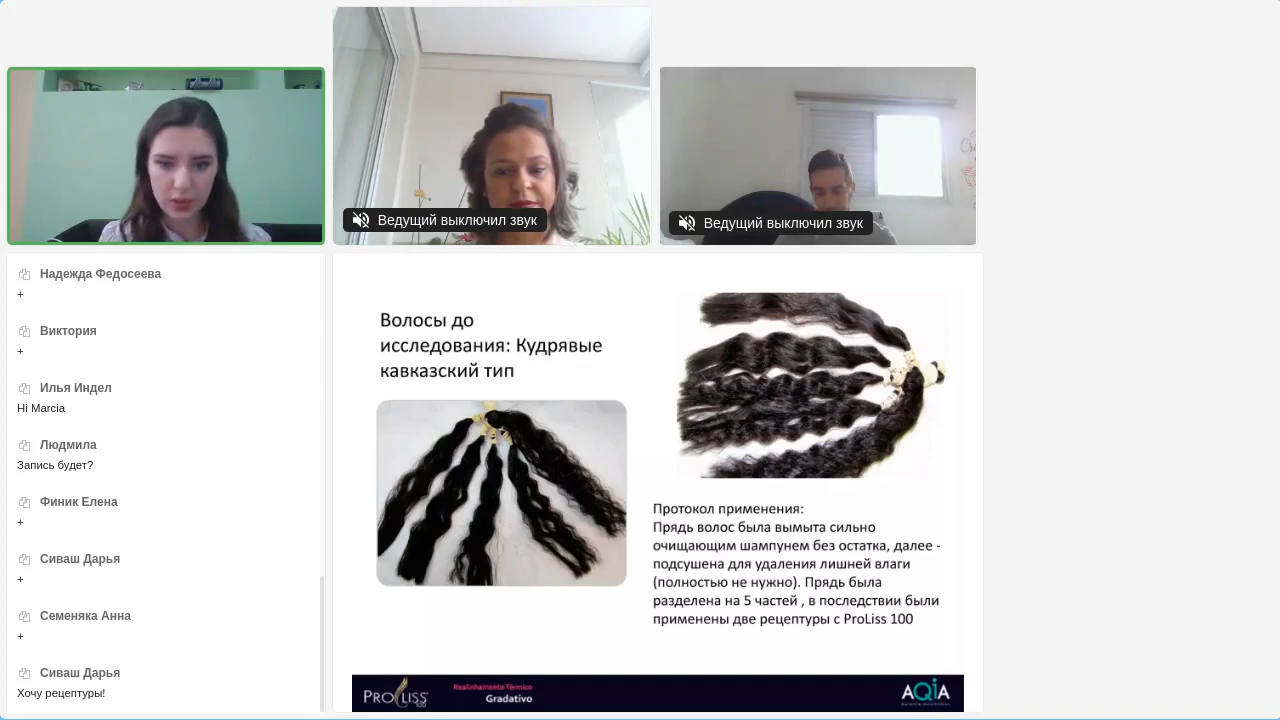 Ведущий выключил звук
Ведущий выключил звук
Надежда Федосеева
+
Виктория
+
Илья Индел
Hi Marcia
Людмила
Запись будет?
Финик Елена
+
Сиваш Дарья
+
Семеняка Анна
+
Сиваш Дарья
Хочу рецептуры!
Волосы до
исследования: Кудрявые
кавказский тип
Протокол применения:
Прядь волос была вымыта сильно
очищающим шампунем без остатка, далее -
подсушена для удаления лишней влаги
(полностью не нужно). Прядь была
разделена на 5 частей , в последствии были
применены две рецептуры с ProLiss 100
PROLISS
100
Realinhamento Térmico
Gradativo
AQIA